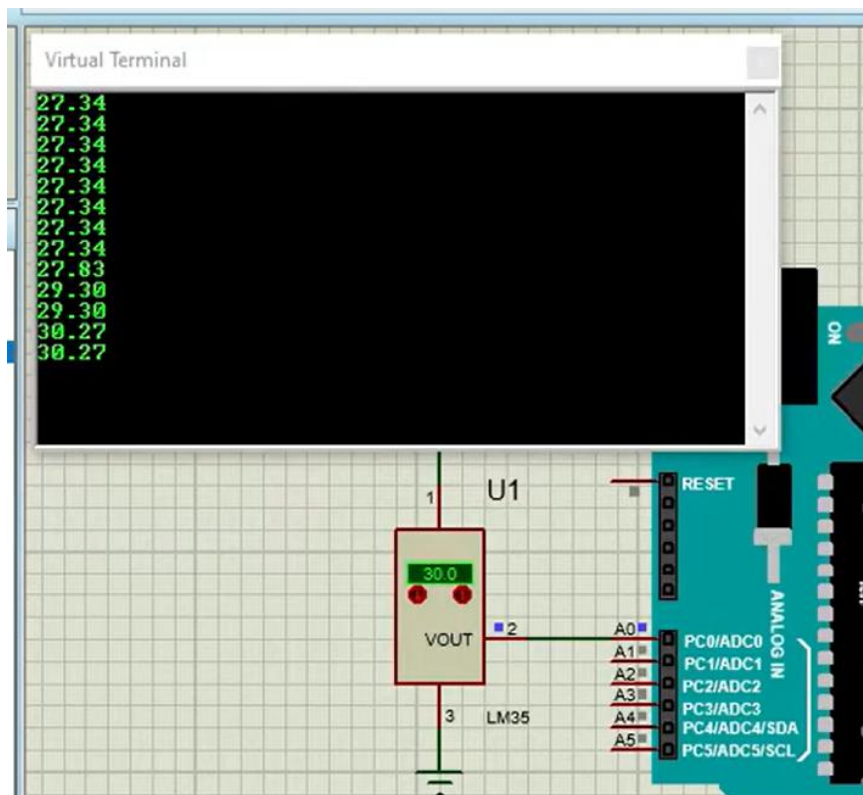 Virtual Terminal
27.34
27.34
27.34
27.34
27.34
27.34
27.34
27.34
27.83
29.30
29.30
30.27
30.27
ON
1
U1
RESET
30.0
VOUT
2
3
LM35
A0
A1
A2
A3
A4
A5
PC0/ADC0
PC1/ADC1
PC2/ADC2
PC3/ADC3
PC4/ADC4/SDA
PC5/ADC5/SCL
ANALOG IN